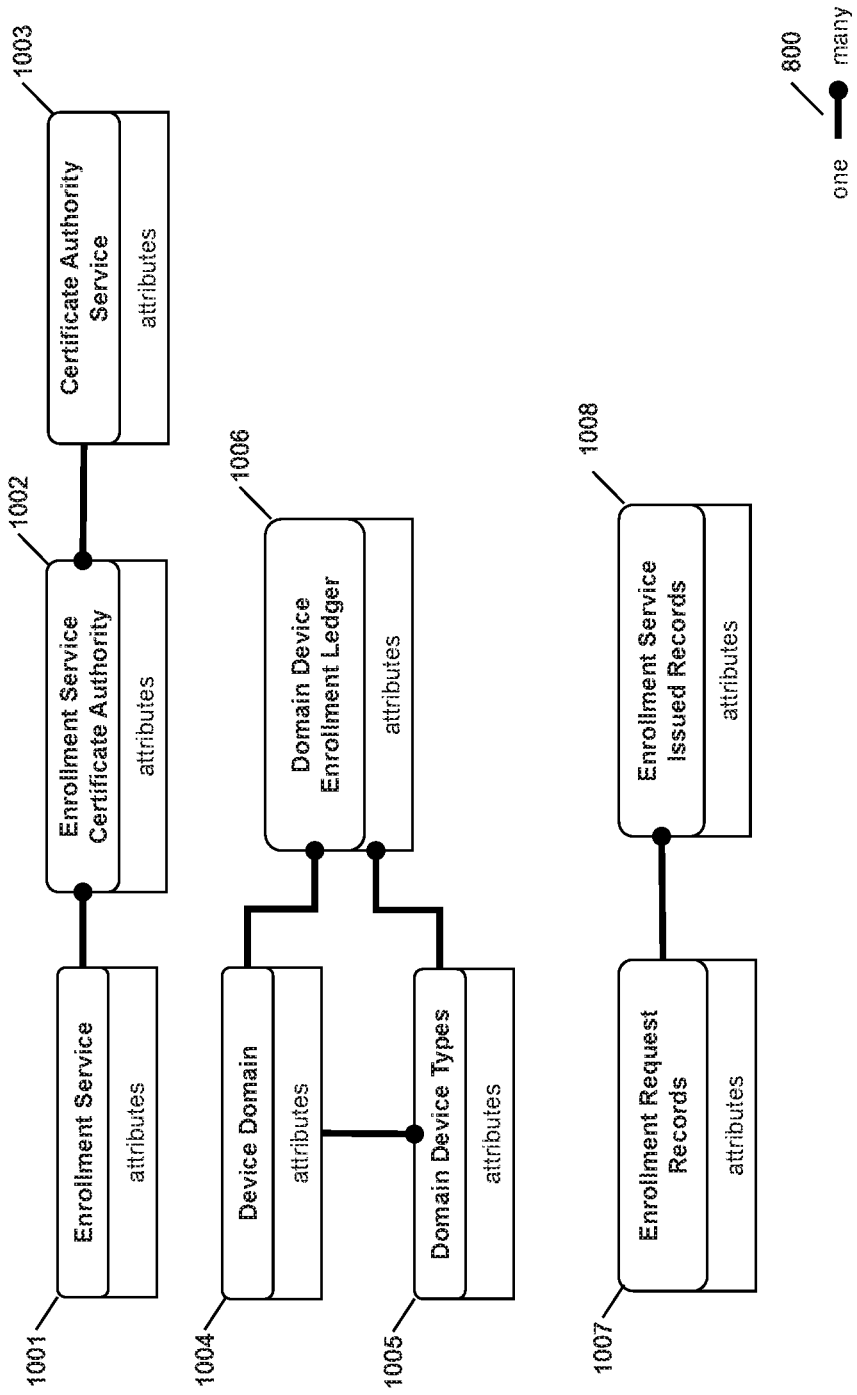 1001
Enrollment Service
attributes
1002
Enrollment Service
Certificate Authority
attributes
1003
Certificate Authority
Service
attributes
1004
Device Domain
attributes
1005
Domain Device Types
attributes
1006
Domain Device
Enrollment Ledger
attributes
1007
Enrollment Request
Records
attributes
1008
Enrollment Service
Issued Records
attributes
800
one many